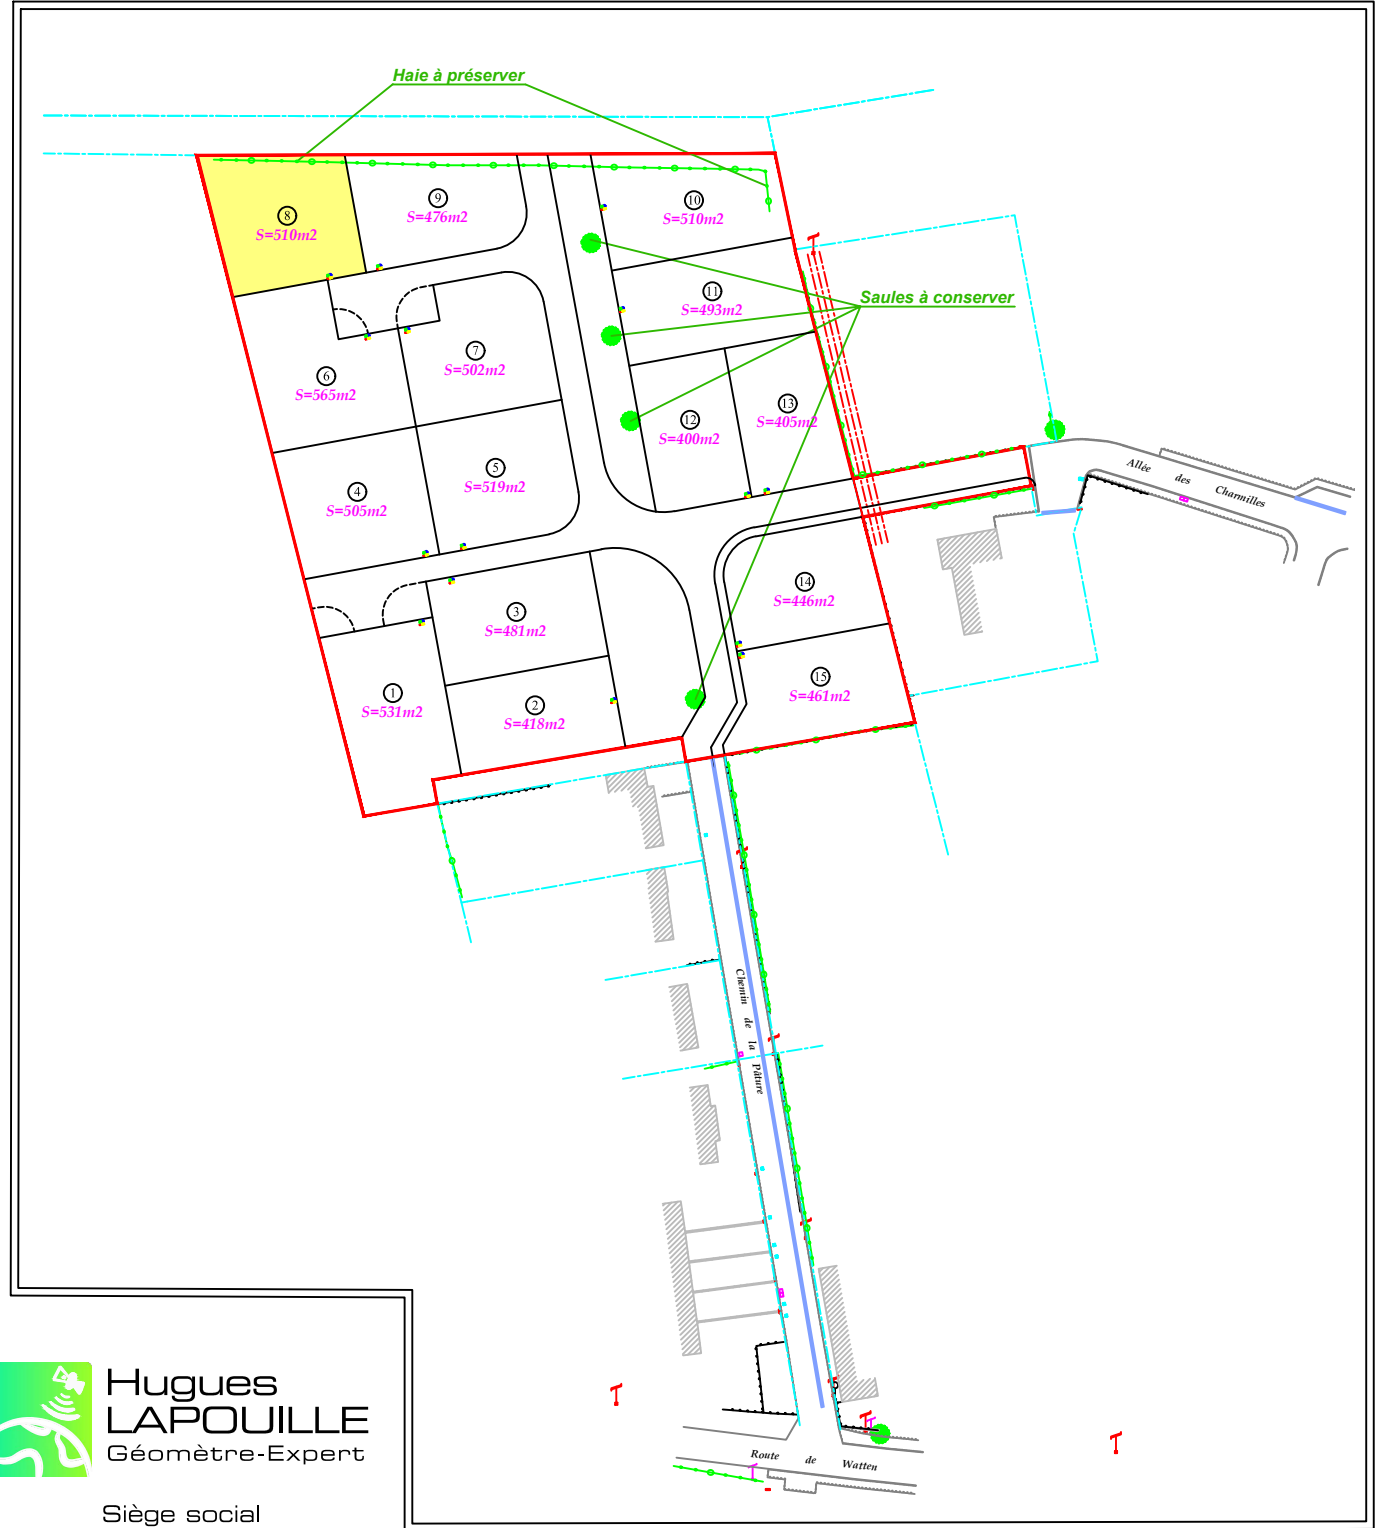 Haie à préserver
8
S=510m2
9
S=476m2
10
S=510m2
11
S=493m2
Saules à conserver
7
S=502m2
6
S=565m2
13
S=405m2
12
S=400m2
5
S=519m2
4
S=505m2
Allée des Charmilles
14
S=446m2
3
S=481m2
15
S=461m2
1
S=531m2
2
S=418m2
Chemin de la Pâture
Route de Watten
Hugues
LAPOUILLE
Géomètre-Expert
Siège social